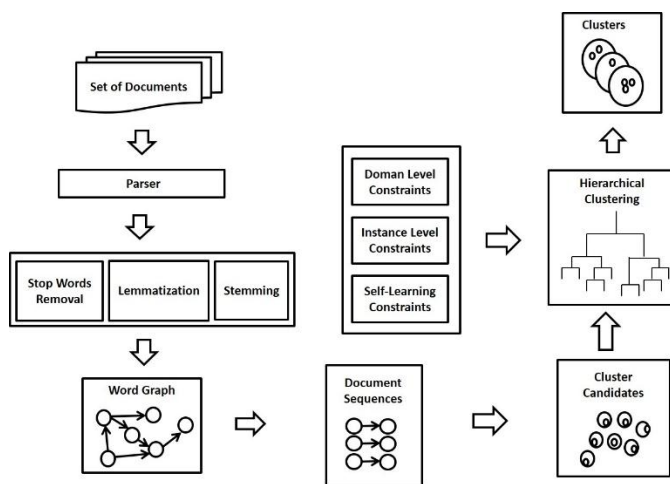 Clusters
Set of Documents
Parser
Doman Level
Constraints
Hierarchical
Clustering
Stop Words
Removal
Lemmatization
Stemming
Instance Level
Constraints
Self-Learning
Constraints
Word Graph
Document
Sequences
Cluster
Candidates